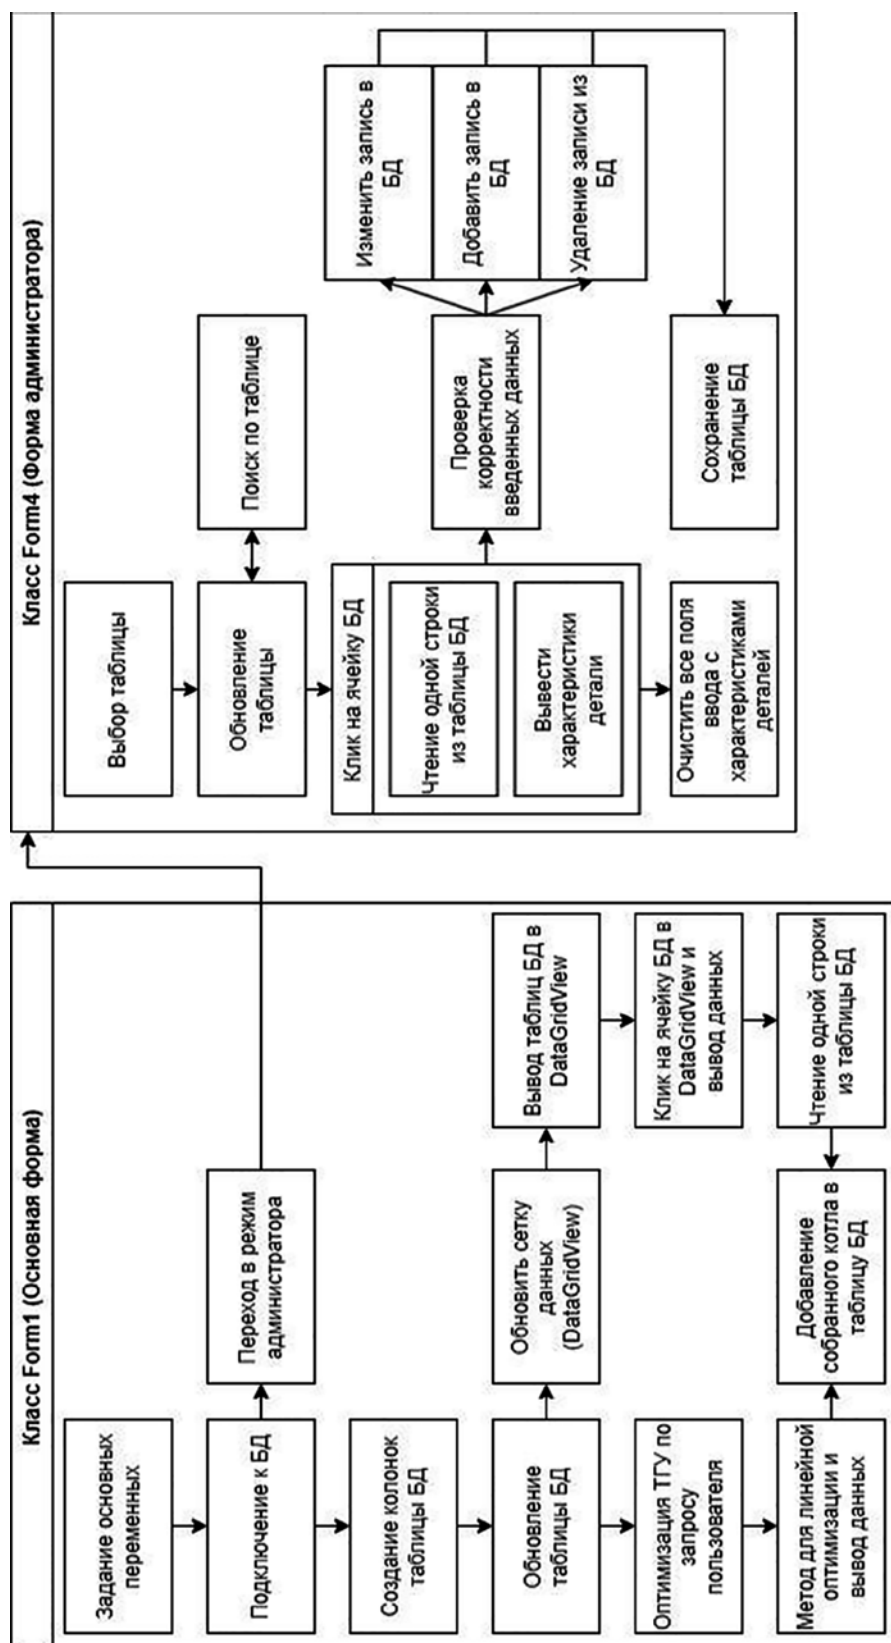 Класс Form1 (Основная форма)
Задание основных
переменных
Подключение к БД
Переход в режим
администратора
Создание колонок
таблицы БД
Обновление
таблицы БД
Обновить сетку
данных
(DataGridView)
Вывод таблиц БД в
DataGridView
Оптимизация ТГУ по
запросу
пользователя
Клик на ячейку БД в
DataGridView и
вывод данных
Метод для линейной
оптимизации и
вывод данных
Добавление
собранного котла в
таблицу БД
Чтение одной строки
из таблицы БД
Класс Form4 (Форма администратора)
Выбор таблицы
Обновление
таблицы
Поиск по таблице
Клик на ячейку БД
Чтение одной строки
из таблицы БД
Вывести
характеристики
детали
Проверка
корректности
введенных данных
Изменить запись в
БД
Добавить запись в
БД
Удаление записи из
БД
Очистить все поля
ввода с
характеристиками
деталей
Сохранение
таблицы БД